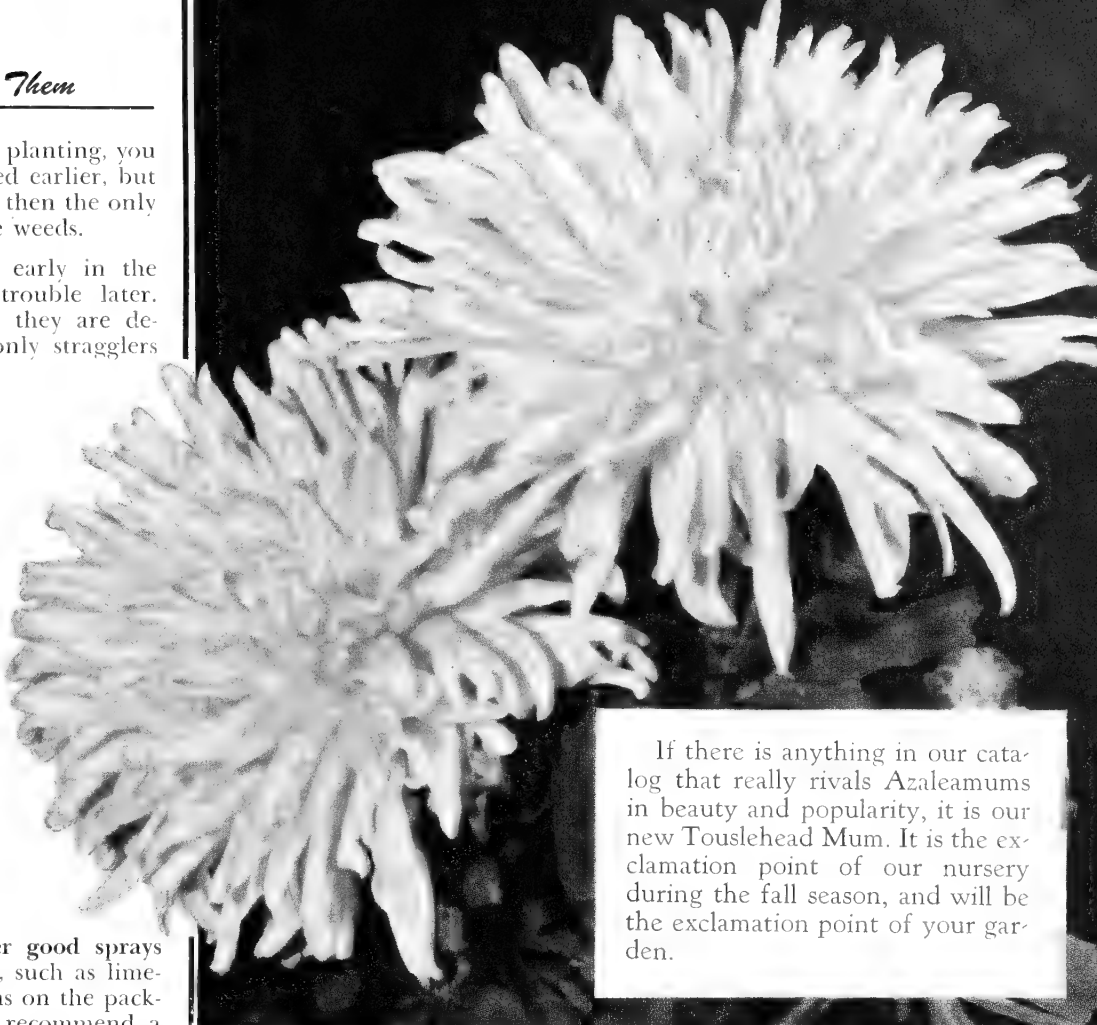 Them
planting, you
ed earlier, but
then the only
e weeds.
early in the
trouble later.
they are de-
only stragglers
er good sprays
, such as lime-
ns on the pack-
recommend a
If there is anything in our cata-
log that really rivals Azaleamums
in beauty and popularity, it is our
new Touslehead Mum. It is the ex-
clamation point of our nursery
during the fall season, and will be
the exclamation point of your gar-
den.